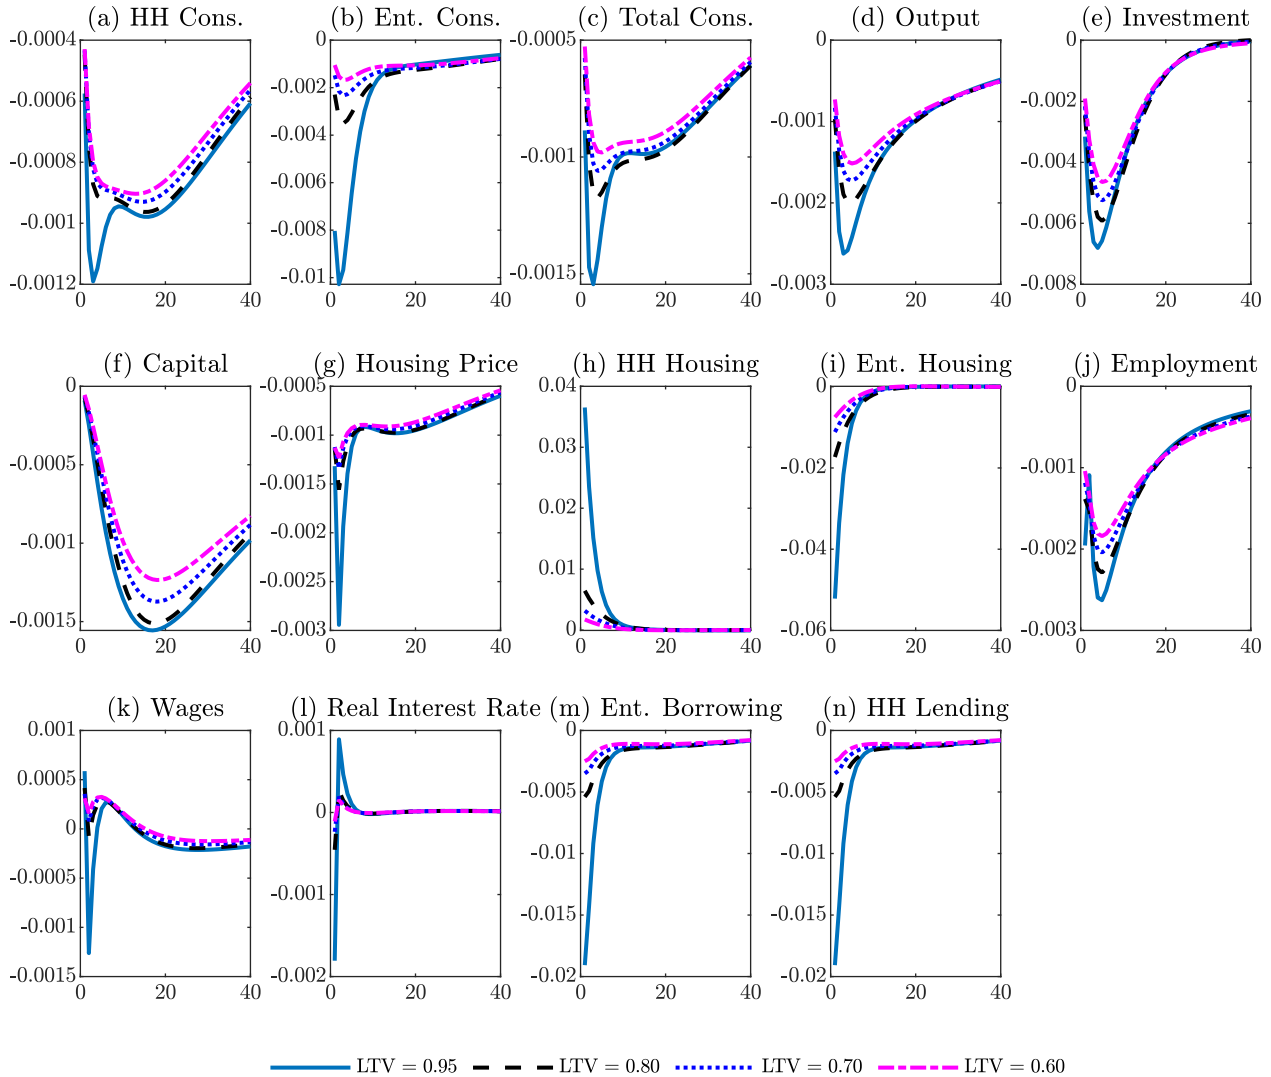 (a) HH Cons. (b) Ent. Cons. (c) Total Cons. (d) Output (e) Investment
-0.0004 0 -0.0005 0 0
-0.0006 -0.002 -0.001 -0.002
-0.0008 -0.004 -0.001 -0.004
-0.006 -0.002
-0.001 -0.008 -0.0015 -0.006
-0.0012 -0.01 -0.003 -0.008
0 20 40 0 20 40 0 20 40 0 20 40 0 20 40
(f) Capital (g) Housing Price (h) HH Housing (i) Ent. Housing (j) Employment
0 -0.0005 0.04 0 0
-0.0005 -0.001 0.03 -0.02 -0.001
-0.0015 0.02
-0.001 -0.002 -0.04 -0.002
-0.0025 0.01
-0.0015 -0.003 0 -0.06 -0.003
0 20 40 0 20 40 0 20 40 0 20 40 0 20 40
(k) Wages (l) Real Interest Rate (m) Ent. Borrowing (n) HH Lending
0.001 0.001 0 0
0.0005 0 -0.005 -0.005
0
-0.0005 -0.01 -0.01
-0.001 -0.001 -0.015 -0.015
-0.0015 -0.002 -0.02 -0.02
0 20 40 0 20 40 0 20 40 0 20 40
LTV = 0.95 LTV = 0.80 LTV = 0.70 LTV = 0.60